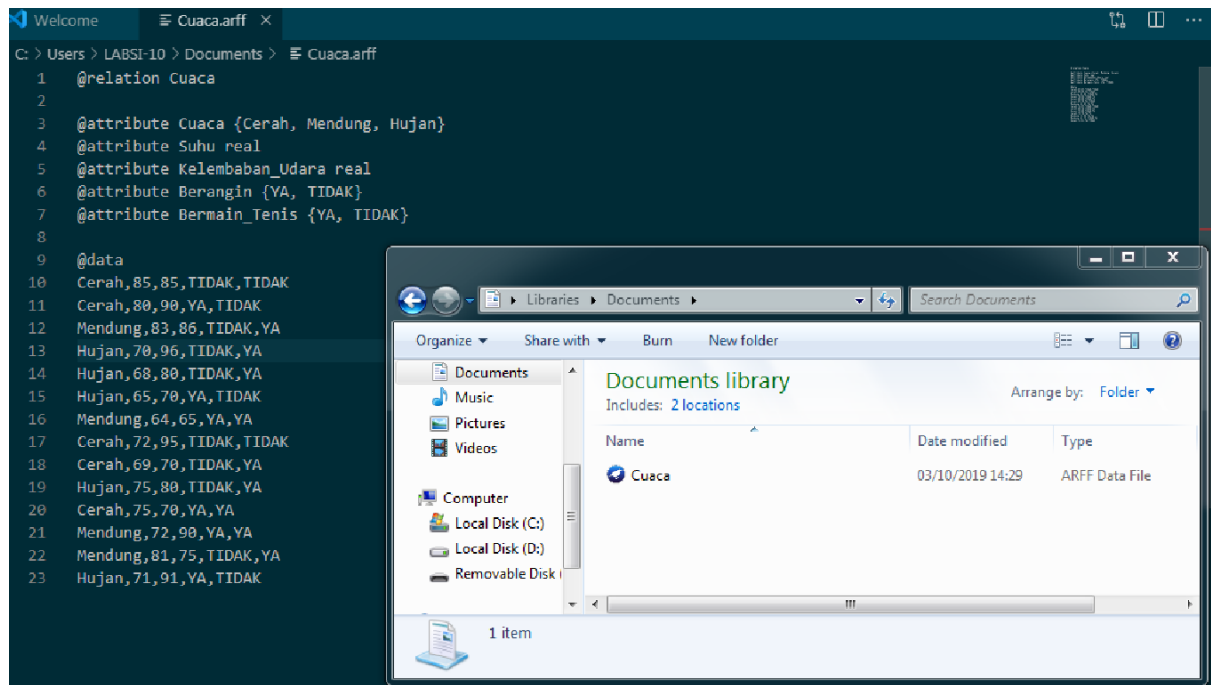 Welcome
Cuaca.arff
C: > Users > LABSI-10 > Documents > Cuaca.arff
1 @relation Cuaca
2
3 @attribute Cuaca {Cerah, Mendung, Hujan}
4 @attribute Suhu real
5 @attribute Kelembaban_Udara real
6 @attribute Berangin {YA, TIDAK}
7 @attribute Bermain_Tenis {YA, TIDAK}
8
9 @data
10 Cerah,85,85,TIDAK,TIDAK
11 Cerah,80,90,YA,TIDAK
12 Mendung,83,86,TIDAK,YA
13 Hujan,70,96,TIDAK,YA
14 Hujan,68,80,TIDAK,YA
15 Hujan,65,70,YA,TIDAK
16 Mendung,64,65,YA,YA
17 Cerah,72,95,TIDAK,TIDAK
18 Cerah,69,70,TIDAK,YA
19 Hujan,75,80,TIDAK,YA
20 Cerah,75,70,YA,YA
21 Mendung,72,90,YA,YA
22 Mendung,81,75,TIDAK,YA
23 Hujan,71,91,YA,TIDAK
Libraries Documents
Search Documents
Organize Share with Burn New folder
Documents
Music
Pictures
Videos
Computer
Local Disk (C:)
Local Disk (D:)
Removable Disk
Documents library
Includes: 2 locations
Arrange by: Folder
Name Date modified Type
Cuaca 03/10/2019 14:29 ARFF Data File
1 item